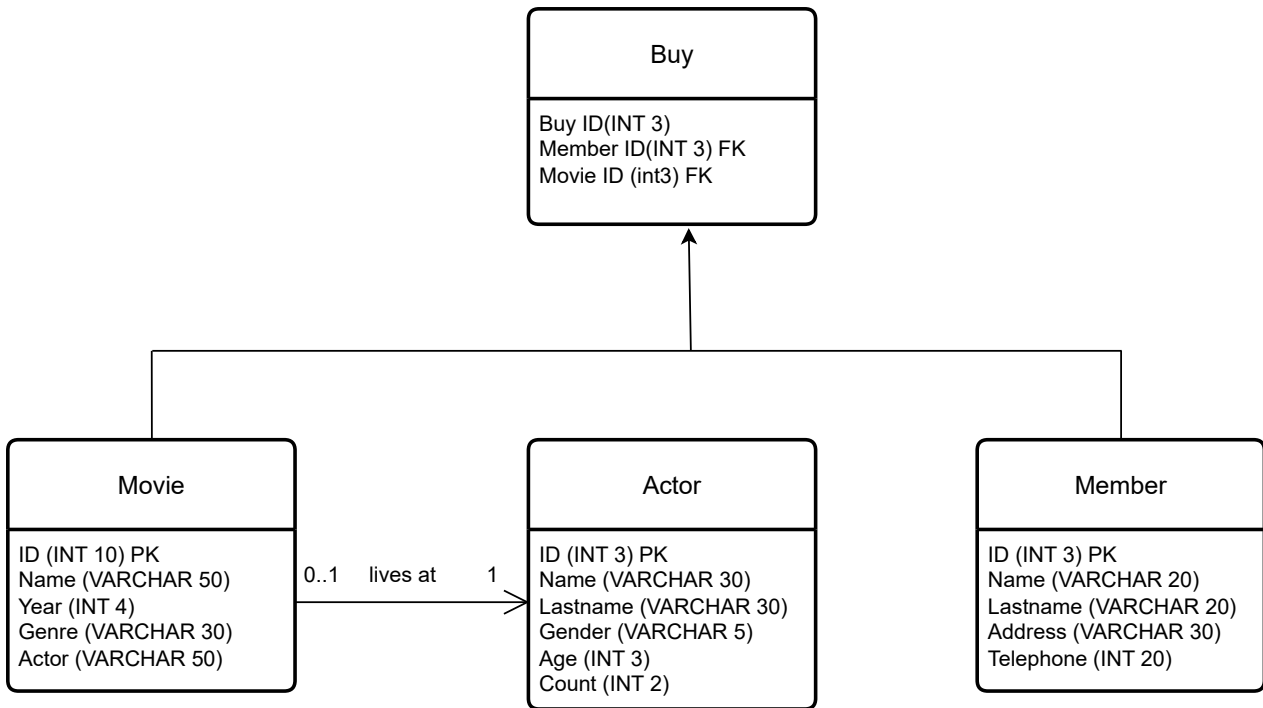 Buy
Buy ID(INT 3)
Member ID(INT 3) FK
Movie ID (int3) FK
Movie
ID (INT 10) PK
Name (VARCHAR 50)
Year (INT 4)
Genre (VARCHAR 30)
Actor (VARCHAR 50)
0..1 lives at 1
Actor
ID (INT 3) PK
Name (VARCHAR 30)
Lastname (VARCHAR 30)
Gender (VARCHAR 5)
Age (INT 3)
Count (INT 2)
Member
ID (INT 3) PK
Name (VARCHAR 20)
Lastname (VARCHAR 20)
Address (VARCHAR 30)
Telephone (INT 20)